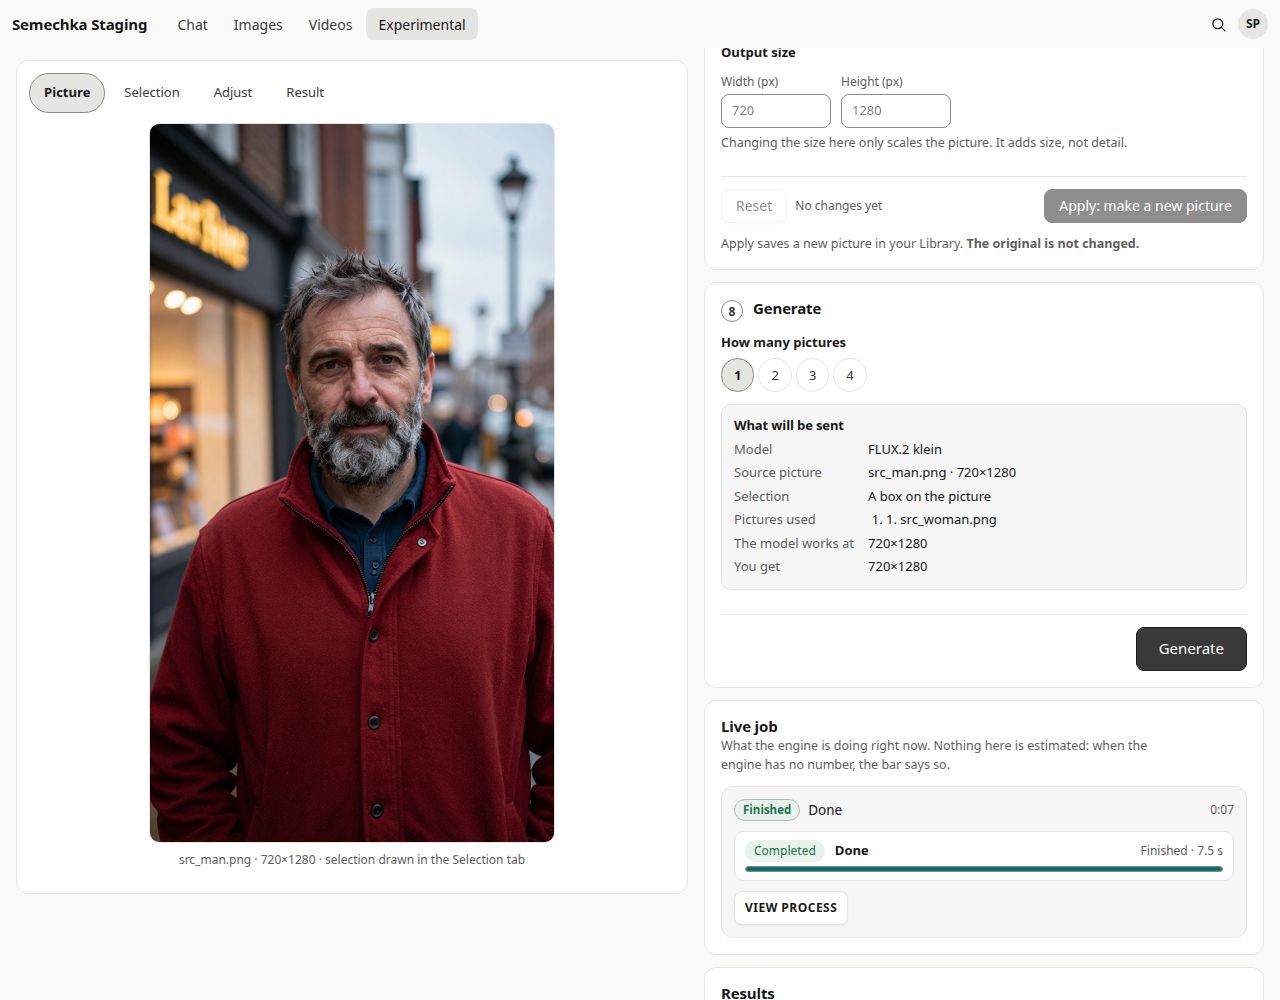 Semechka Staging
Chat
Images
Videos
Experimental
SP
Picture
Selection
Adjust
Result
src_man.png · 720×1280 · selection drawn in the Selection tab
Output size
Width (px)
Height (px)
720
1280
Changing the size here only scales the picture. It adds size, not detail.
Reset
No changes yet
Apply: make a new picture
Apply saves a new picture in your Library. The original is not changed.
8
Generate
How many pictures
1
2
3
4
What will be sent
Model
FLUX.2 klein
Source picture
src_man.png · 720×1280
Selection
A box on the picture
Pictures used
1. 1. src_woman.png
The model works at
720×1280
You get
720×1280
Generate
Live job
What the engine is doing right now. Nothing here is estimated: when the
engine has no number, the bar says so.
Finished
Done
0:07
Completed
Done
Finished · 7.5 s
VIEW PROCESS
Results